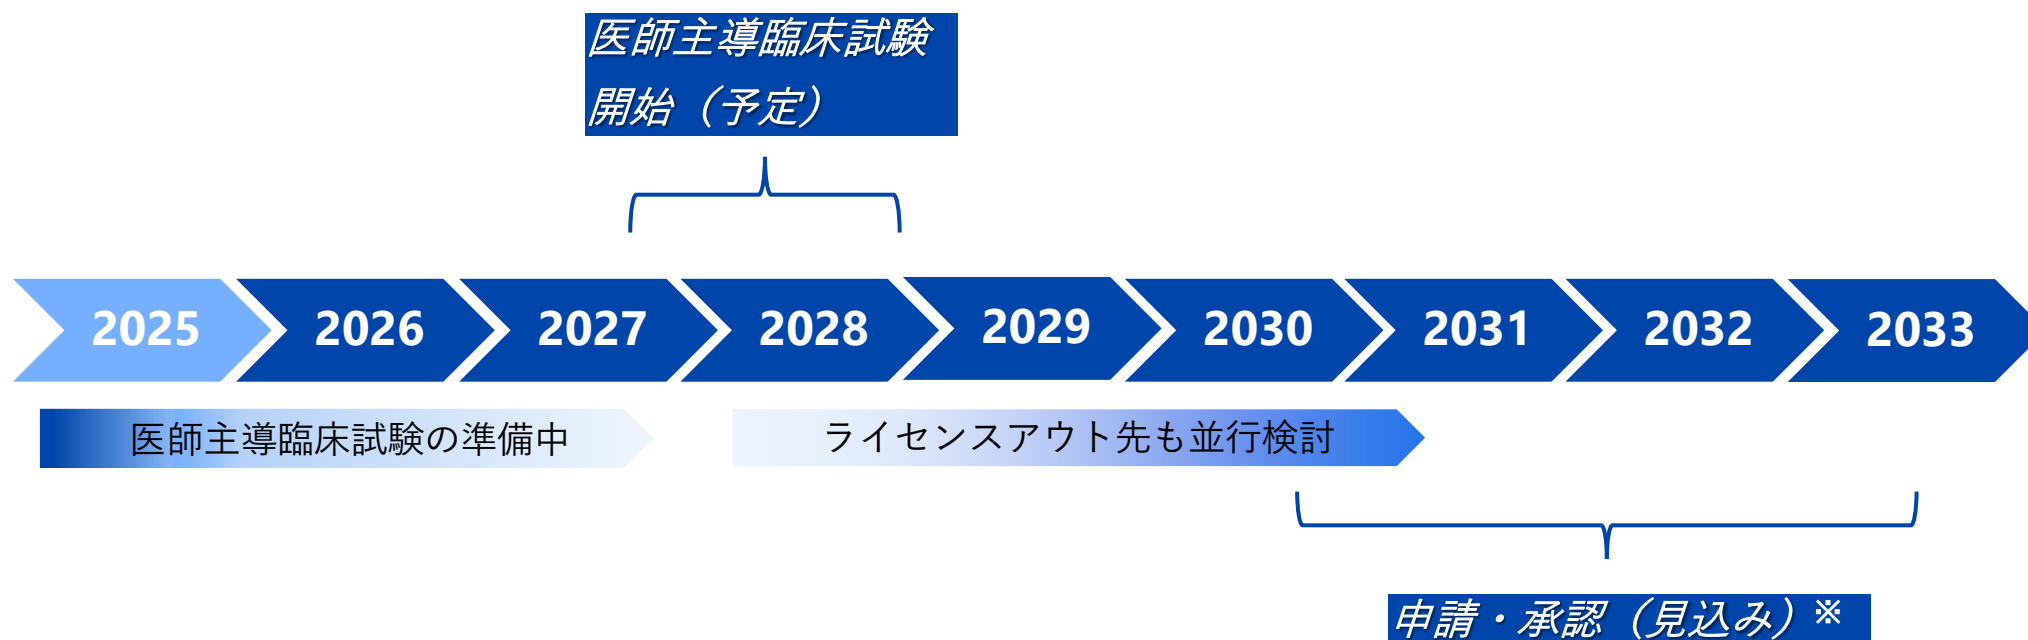 医師主導臨床試験
開始（予定）
2025 2026 2027 2028 2029 2030 2031 2032 2033
医師主導臨床試験の準備中
ライセンスアウト先も並行検討
申請・承認（見込み）※